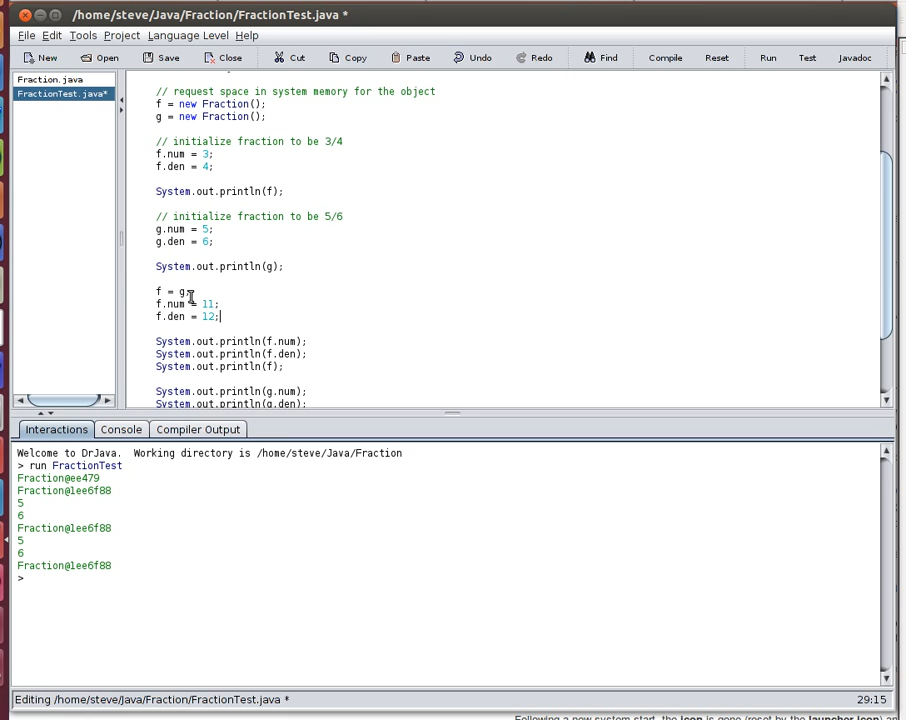 /home/steve/Java/Fraction/FractionTest.java *
File Edit Tools Project Language Level Help
New Open Save Close Cut Copy Paste Undo Redo Find Compile Reset Run Test Javadoc
Fraction.java
FractionTest.java*
// request space in system memory for the object
f = new Fraction();
g = new Fraction();
// initialize fraction to be 3/4
f.num = 3;
f.den = 4;
System.out.println(f);
// initialize fraction to be 5/6
g.num = 5;
g.den = 6;
System.out.println(g);
f = g;
f.num = 11;
f.den = 12;
System.out.println(f.num);
System.out.println(f.den);
System.out.println(f);
System.out.println(g.num);
System.out.println(g.den);
Interactions Console Compiler Output
Welcome to DrJava. Working directory is /home/steve/Java/Fraction
> run FractionTest
Fraction@ee479
Fraction@1ee6f88
5
6
Fraction@1ee6f88
5
6
Fraction@1ee6f88
>
Editing /home/steve/Java/Fraction/FractionTest.java * 29:15